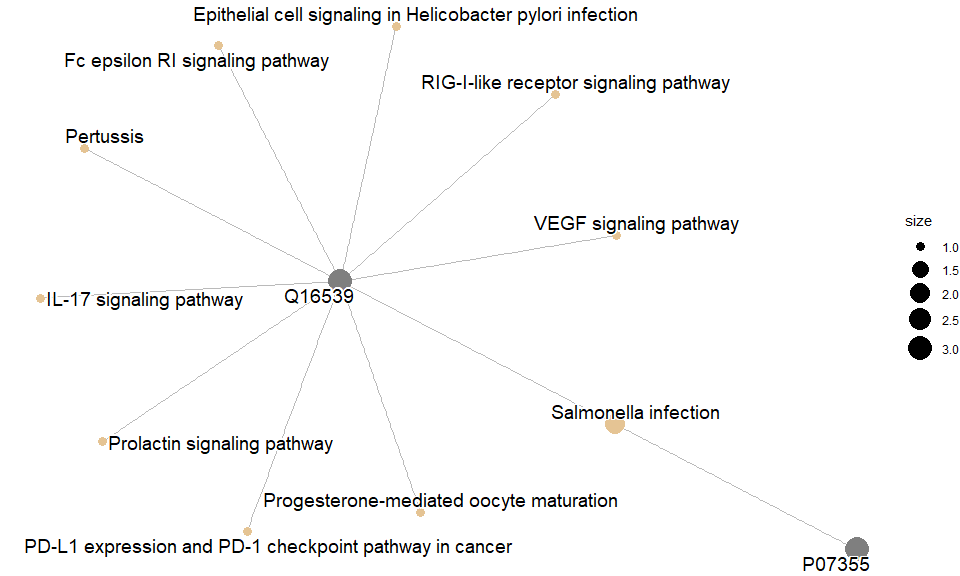 Epithelial cell signaling in Helicobacter pylori infection
Fc epsilon RI signaling pathway
RIG-I-like receptor signaling pathway
Pertussis
VEGF signaling pathway
size
1.0
1.5
2.0
2.5
3.0
IL-17 signaling pathway
Q16539
Salmonella infection
Prolactin signaling pathway
Progesterone-mediated oocyte maturation
PD-L1 expression and PD-1 checkpoint pathway in cancer
P07355